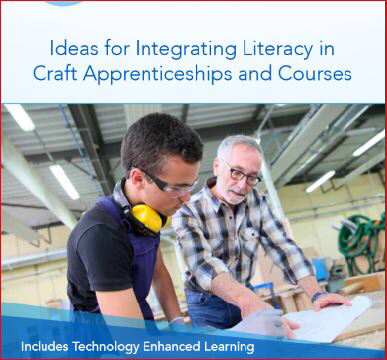 Ideas for Integrating Literacy in
Craft Apprenticeships and Courses
Includes Technology Enhanced Learning